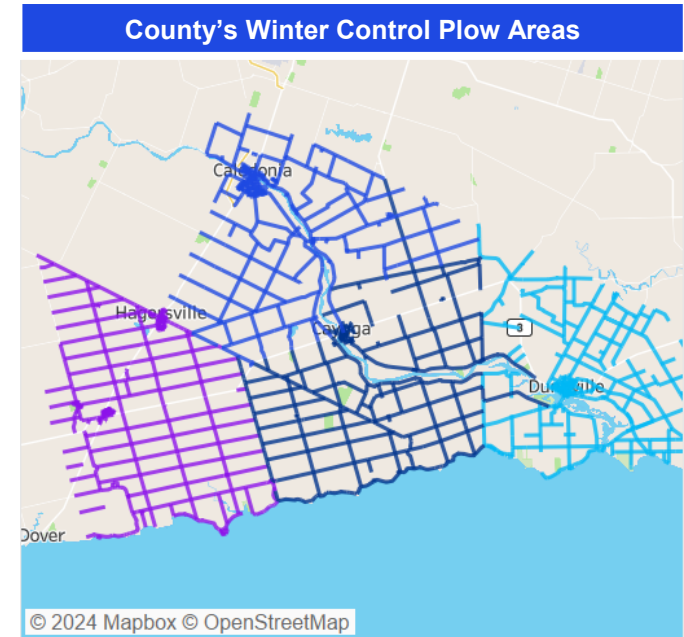 County's Winter Control Plow Areas
Caledonia
Hagersville
Cayuga
3
Dunnville
Dover
© 2024 Mapbox © OpenStreetMap